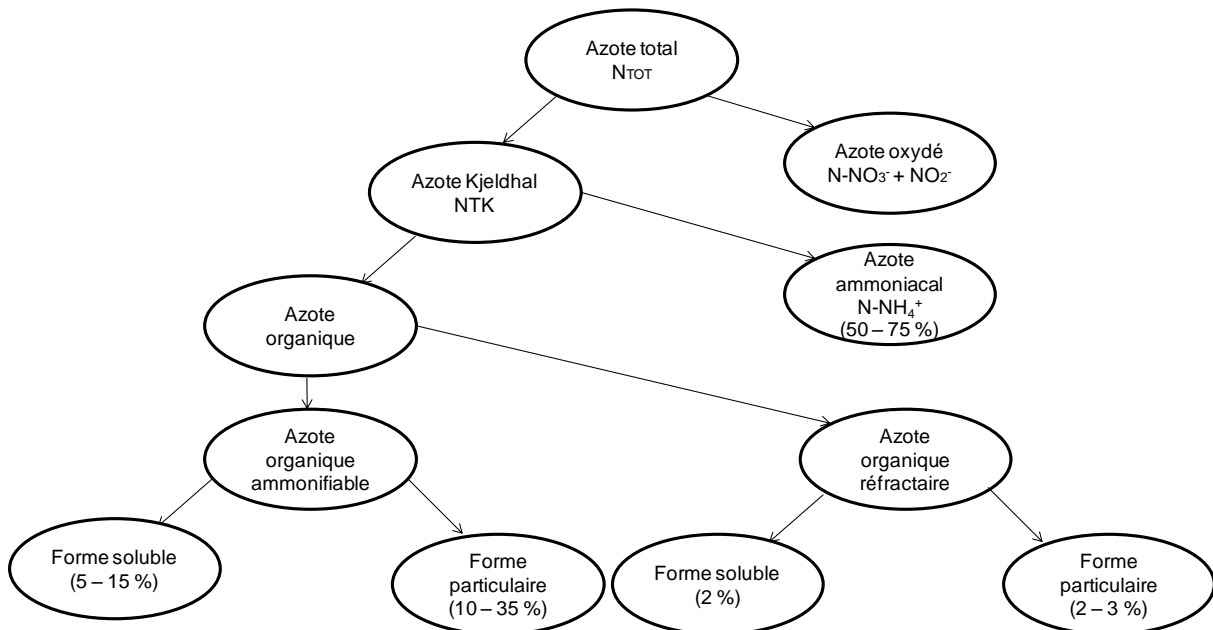 Azote total
NTOT
Azote oxydé
N-NO3- + NO2-
Azote Kjeldhal
NTK
Azote
ammoniacal
N-NH4+
(50 – 75 %)
Azote
organique
Azote
organique
ammonifiable
Azote
organique
réfractaire
Forme soluble
(5 – 15 %)
Forme
particulaire
(10 – 35 %)
Forme soluble
(2 %)
Forme
particulaire
(2 – 3 %)